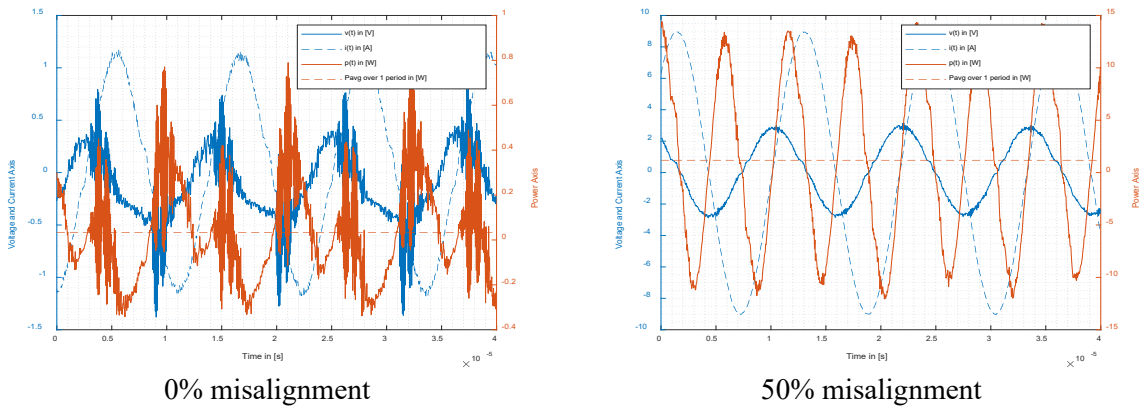 10
15
1
1.5
v(t) in [V]
i(t) in [A]
p(t) in [W]
Pavg over 1 period in [W]
0.8
1
0.6
0.5
0.4
0
0.2
-0.5
0
-1
-0.2
-1.5
-0.4
Voltage and Current Axis
Power Axis
0
0.5
1
1.5
2
2.5
3
3.5
4
Time in [s]
× 10 -5
0% misalignment
v(t) in [V]
i(t) in [A]
p(t) in [W]
Pavg over 1 period in [W]
8
6
4
2
0
-2
-4
-6
-8
-10
10
5
0
-5
-10
-15
Voltage and Current Axis
Power Axis
0
0.5
1
1.5
2
2.5
3
3.5
4
Time in [s]
× 10 -5
50% misalignment